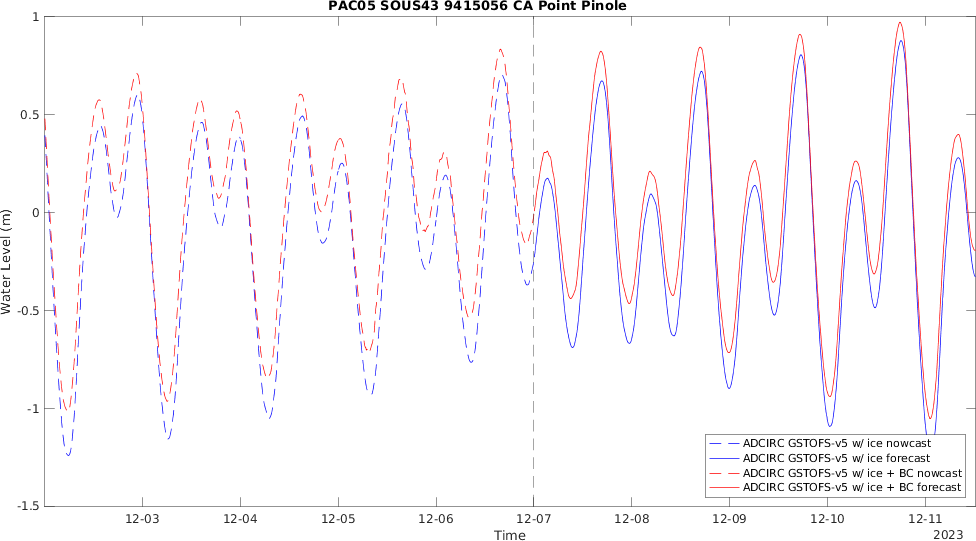 PAC05 SOUS43 9415056 CA Point Pinole
Water Level (m)
1
0.5
0
-0.5
-1
-1.5
12-03
12-04
12-05
12-06
12-07
12-08
12-09
12-10
12-11
Time
2023
ADCIRC GSTOFS-v5 w/ ice nowcast
ADCIRC GSTOFS-v5 w/ ice forecast
ADCIRC GSTOFS-v5 w/ ice + BC nowcast
ADCIRC GSTOFS-v5 w/ ice + BC forecast